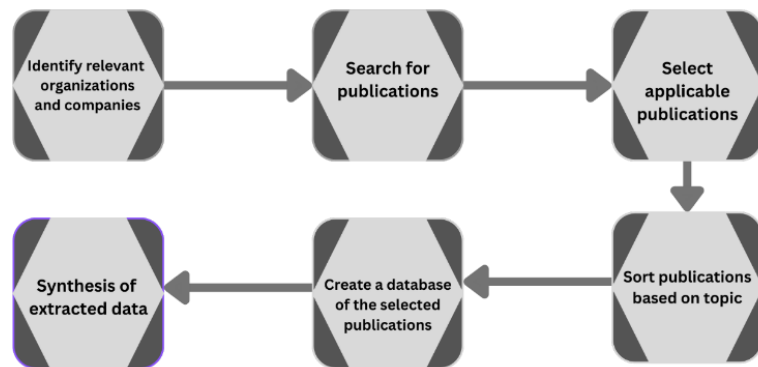 Identify relevant
organizations
and companies
Search for
publications
Select
applicable
publications
Sort publications
based on topic
Create a database
of the selected
publications
Synthesis of
extracted data